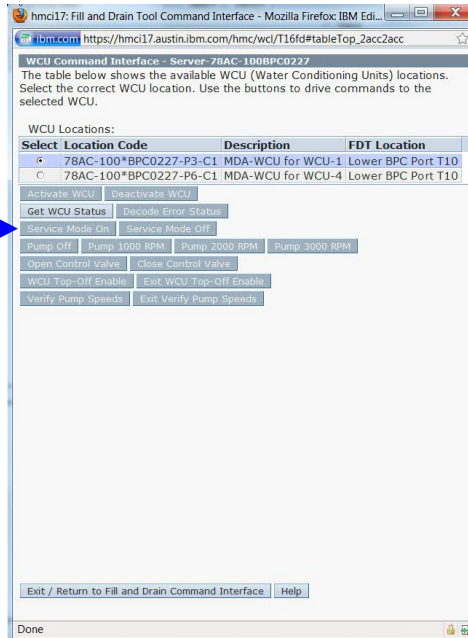 hmci17: Fill and Drain Tool Command Interface - Mozilla Firefox: IBM Edi...
ibm.com https://hmci17.austin.ibm.com/hmc/wcl/T16fd#tableTop_2acc2acc
WCU Command Interface - Server-78AC-100BPC0227
The table below shows the available WCU (Water Conditioning Units) locations.
Select the correct WCU location. Use the buttons to drive commands to the
selected WCU.
WCU Locations:
Select Location Code Description FDT Location
78AC-100*BPC0227-P3-C1 MDA-WCU for WCU-1 Lower BPC Port T10
78AC-100*BPC0227-P6-C1 MDA-WCU for WCU-4 Lower BPC Port T10
Activate WCU Deactivate WCU
Get WCU Status Decode Error Status
Service Mode On Service Mode Off
Pump Off Pump 1000 RPM Pump 2000 RPM Pump 3000 RPM
Open Control Valve Close Control Valve
WCU Top-Off Enable Exit WCU Top-Off Enable
Verify Pump Speeds Exit Verify Pump Speeds
Exit / Return to Fill and Drain Command Interface Help
Done